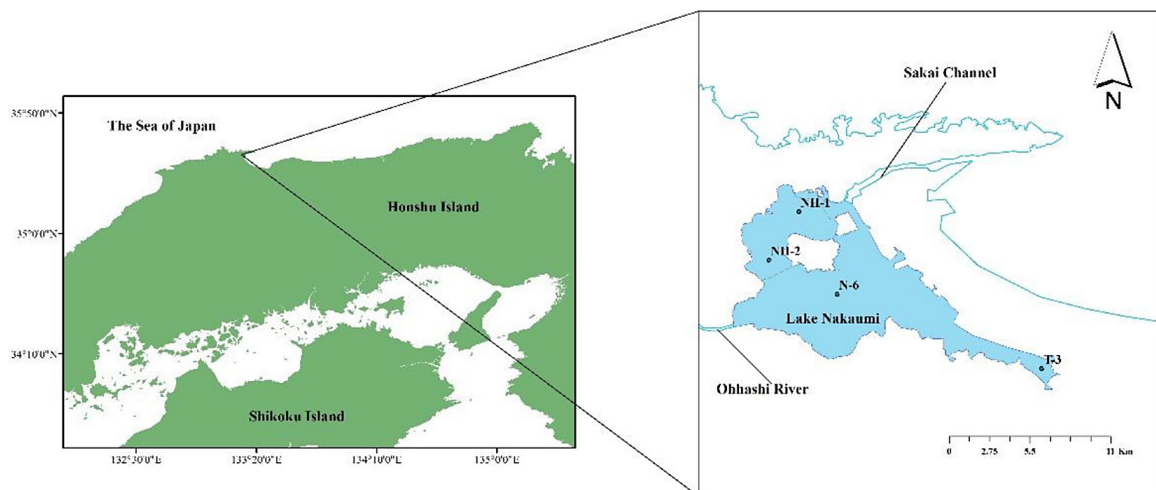 35°50'0"N
The Sea of Japan
Honshu Island
35°0'0"N
34°10'0"N
Shikoku Island
132°30'0"E
133°20'0"E
134°10'0"E
135°0'0"E
Sakai Channel
N
NH-1
NH-2
N-6
Lake Nakaumi
T-3
Ohhashi River
0
2.75
5.5
11 Km